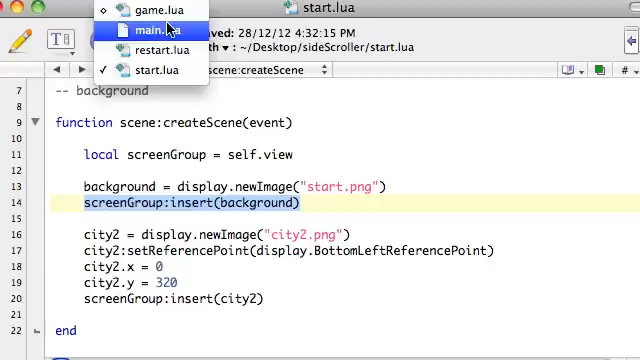 start.lua
game.lua
main.lua
restart.lua
start.lua
T
Saved: 28/12/12 4:32:15 PM
Path ▾: ~/Desktop/sideScroller/start.lua
scene:createScene
#
7 -- background
8
9 function scene:createScene(event)
10
11 local screenGroup = self.view
12
13 background = display.newImage("start.png")
14 screenGroup:insert(background)
15
16 city2 = display.newImage("city2.png")
17 city2:setReferencePoint(display.BottomLeftReferencePoint)
18 city2.x = 0
19 city2.y = 320
20 screenGroup:insert(city2)
21
22 end